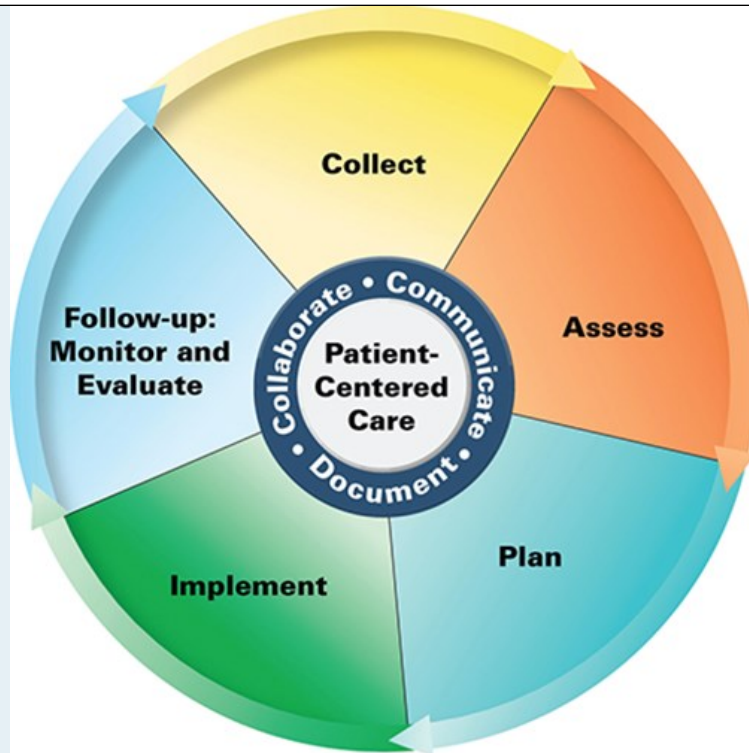 Collect
Assess
Plan
Implement
Follow-up:
Monitor and
Evaluate
Collaborate • Communicate • Document •
Patient-
Centered
Care